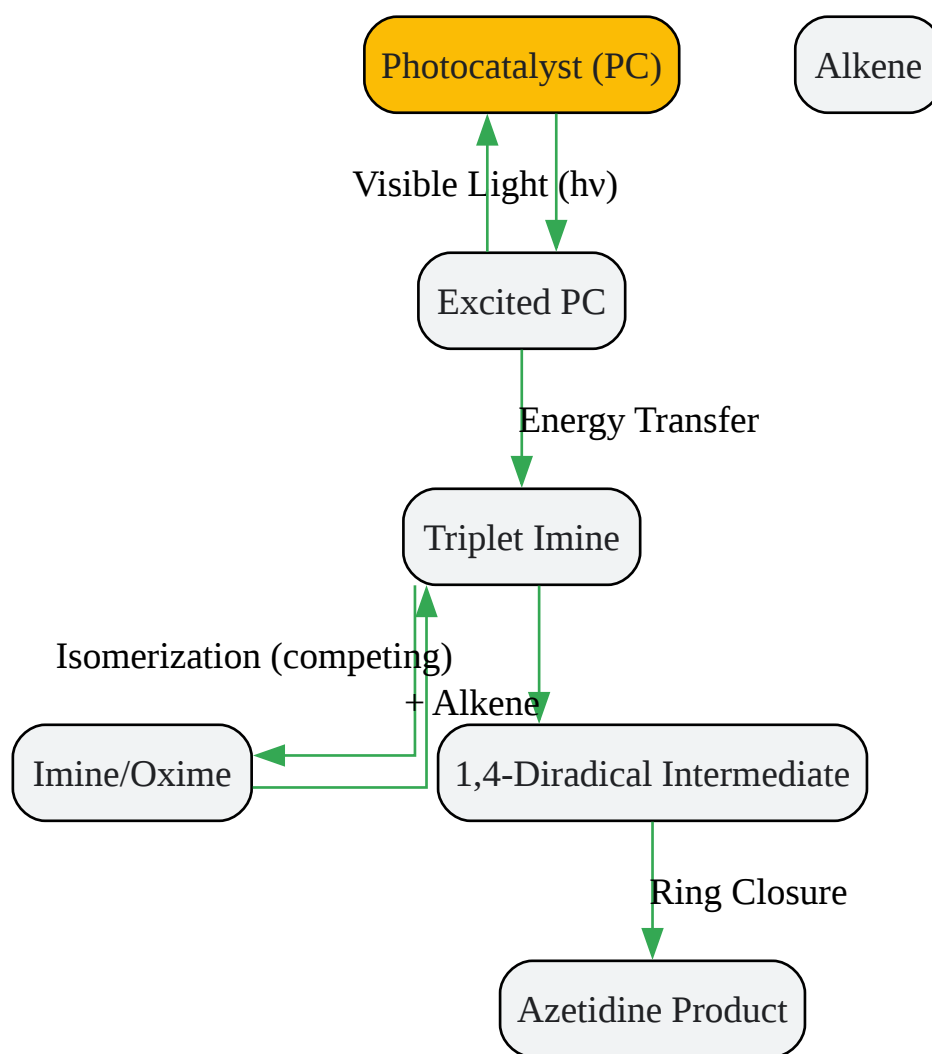 Photocatalyst (PC)
Alkene
Visible Light (hν)
Excited PC
Energy Transfer
Triplet Imine
Isomerization (competing)
+ Alkene
Imine/Oxime
1,4-Diradical Intermediate
Ring Closure
Azetidine Product